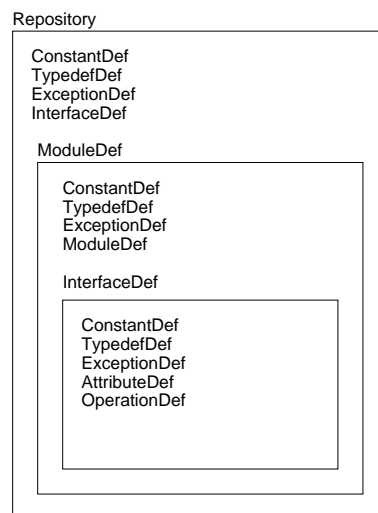 Repository
ConstantDef
TypedefDef
ExceptionDef
InterfaceDef
ModuleDef
ConstantDef
TypedefDef
ExceptionDef
ModuleDef
InterfaceDef
ConstantDef
TypedefDef
ExceptionDef
AttributeDef
OperationDef